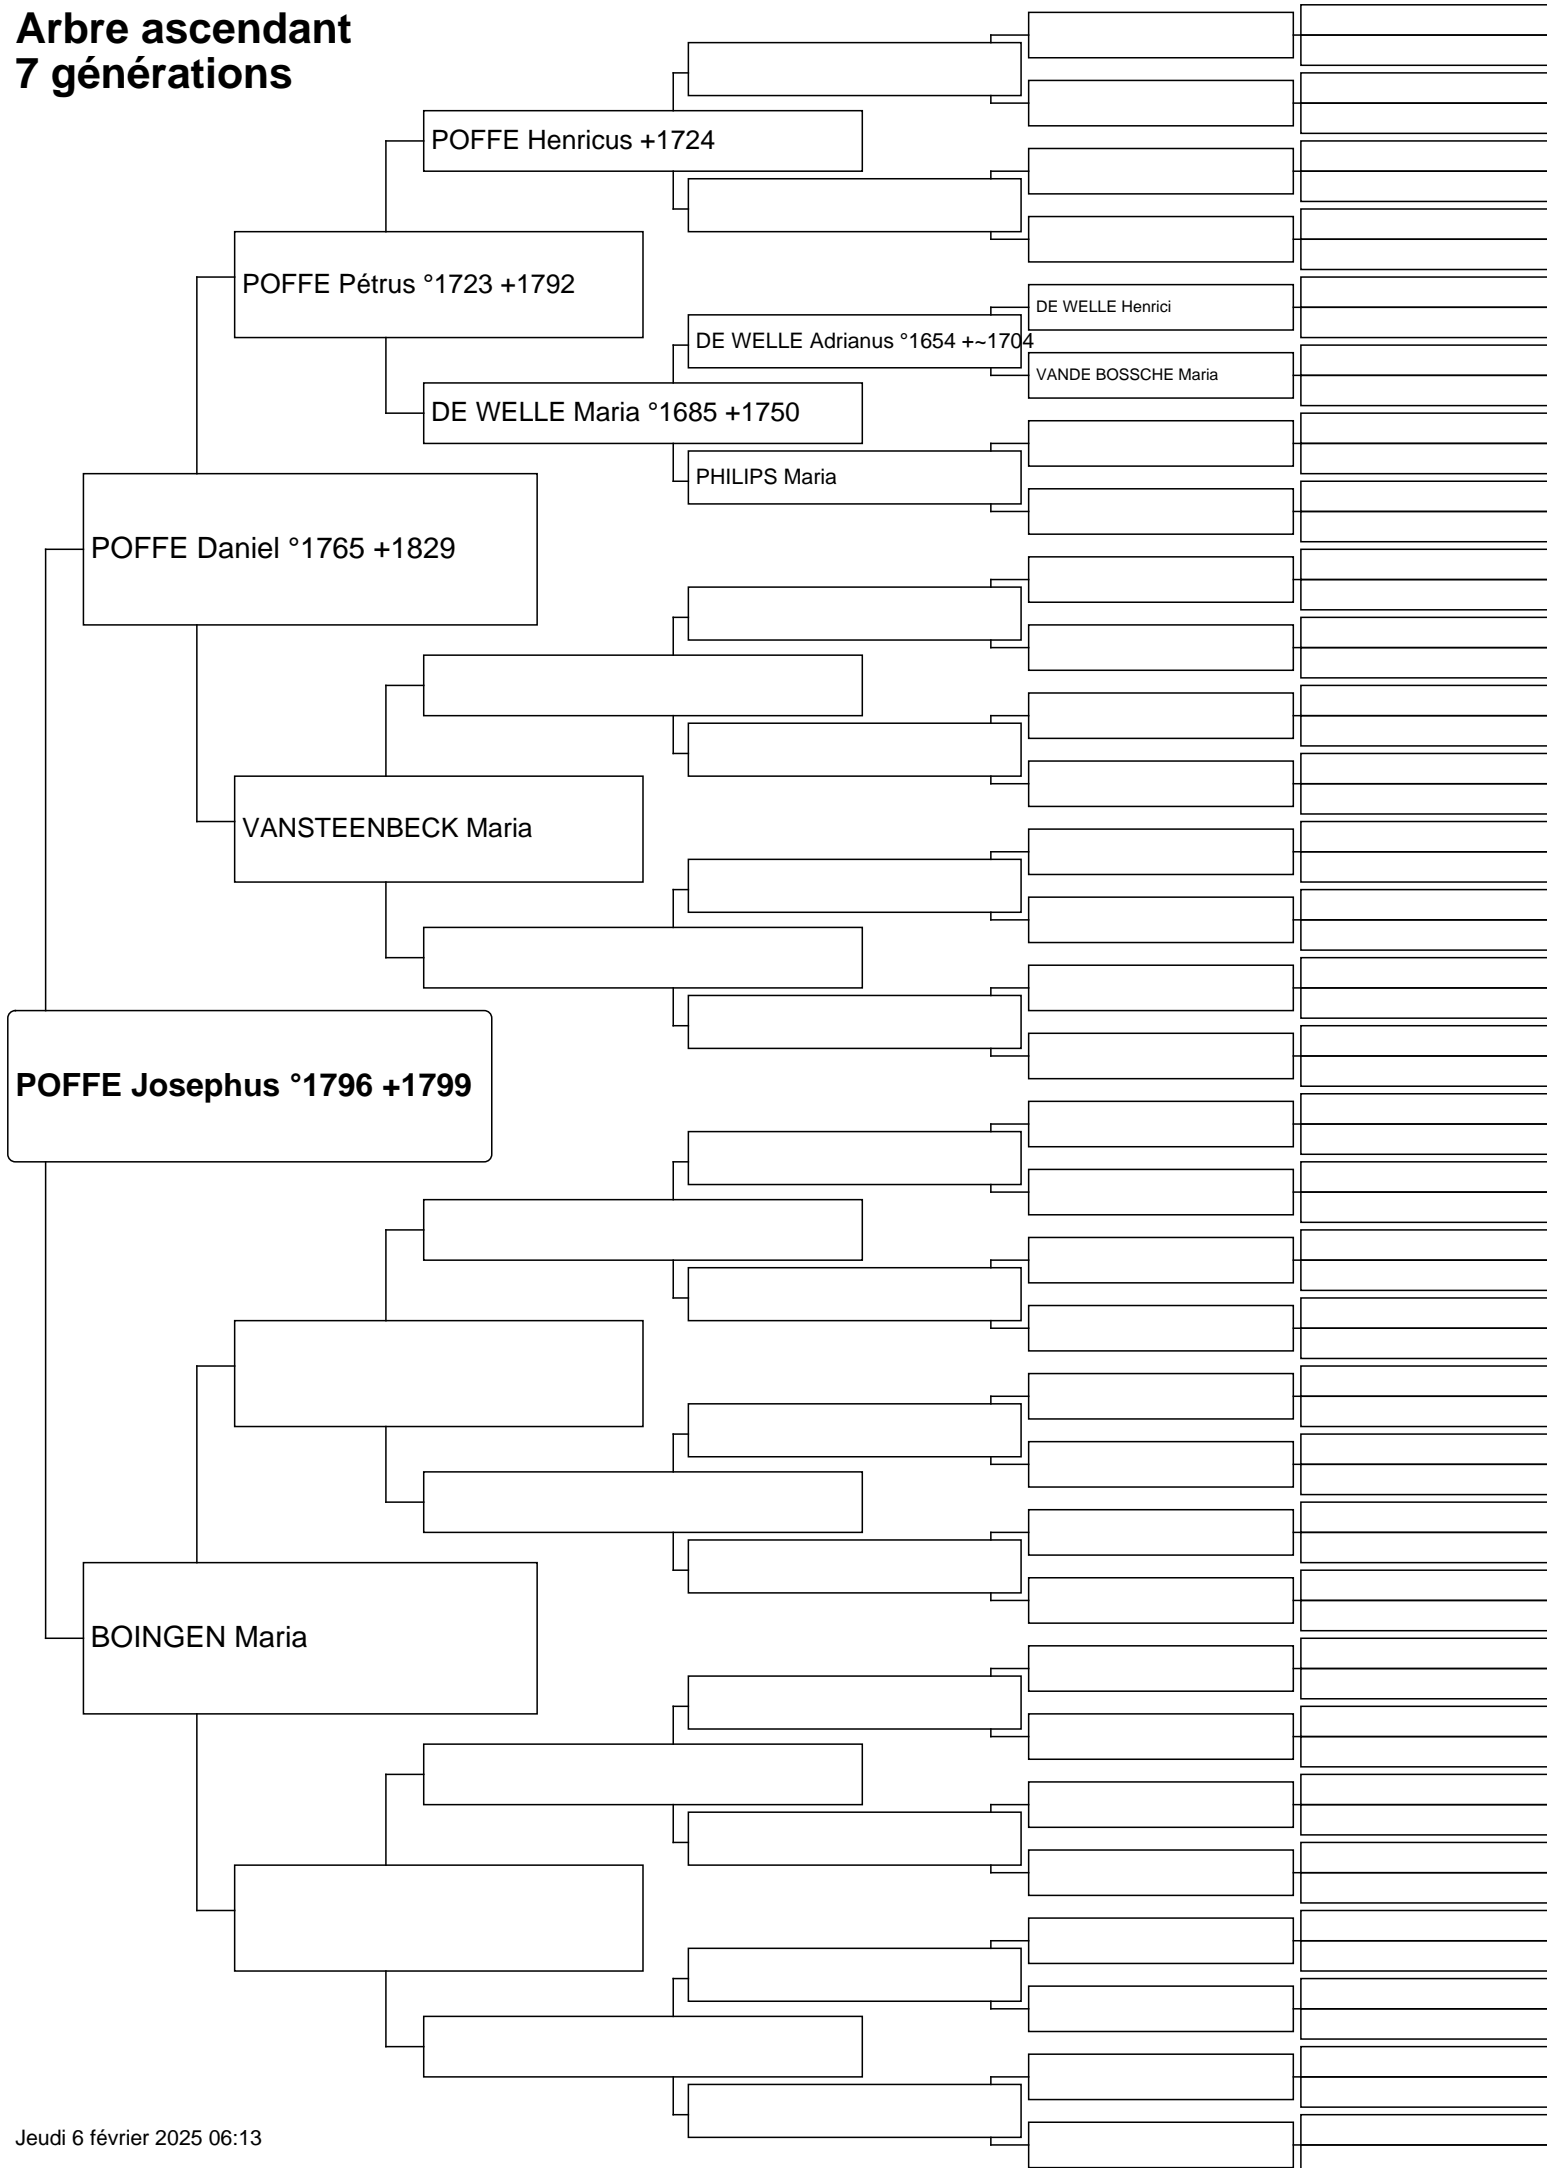 Arbre ascendant
7 générations
POFFE Henricus +1724
POFFE Pétrus °1723 +1792
DE WELLE Henrici
DE WELLE Adrianus °1654 +~1704
VANDE BOSSCHE Maria
DE WELLE Maria °1685 +1750
PHILIPS Maria
POFFE Daniel °1765 +1829
VANSTEENBECK Maria
POFFE Josephus °1796 +1799
BOINGEN Maria
Jeudi 6 février 2025 06:13